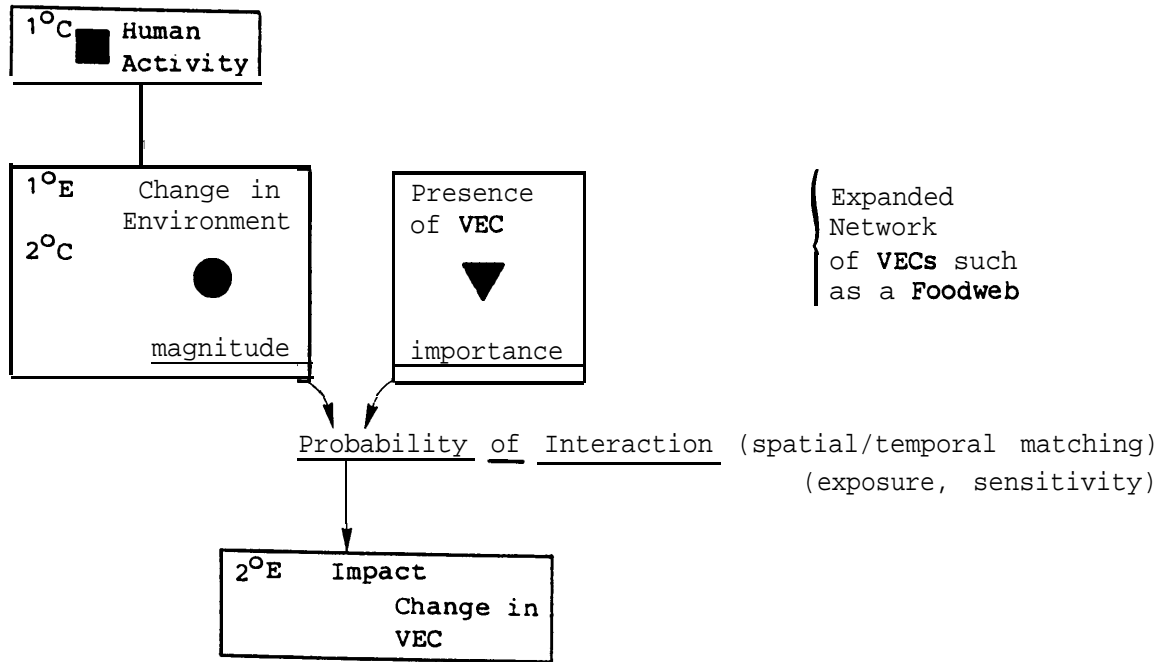 1°C Human
Activity
1°E Change in
Environment
2°C
magnitude
Presence
of VEC
importance
Expanded
Network
of VECs such
as a Foodweb
Probability of Interaction (spatial/temporal matching)
(exposure, sensitivity)
2°E Impact
Change in
VEC